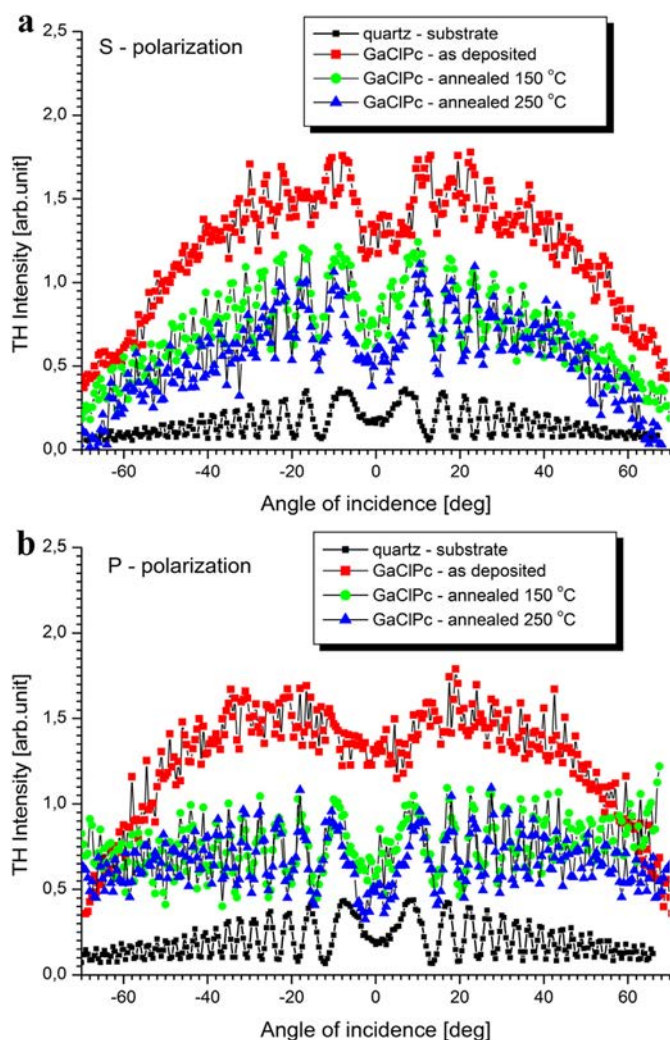 a
S - polarization
quartz - substrate
GaClPc - as deposited
GaClPc - annealed 150 °C
GaClPc - annealed 250 °C
TH Intensity [arb.unit]
2,5
2,0
1,5
1,0
0,5
0,0
-60 -40 -20 0 20 40 60
Angle of incidence [deg]
b
P - polarization
quartz - substrate
GaClPc - as deposited
GaClPc - annealed 150 °C
GaClPc - annealed 250 °C
TH Intensity [arb.unit]
2,5
2,0
1,5
1,0
0,5
0,0
-60 -40 -20 0 20 40 60
Angle of incidence [deg]